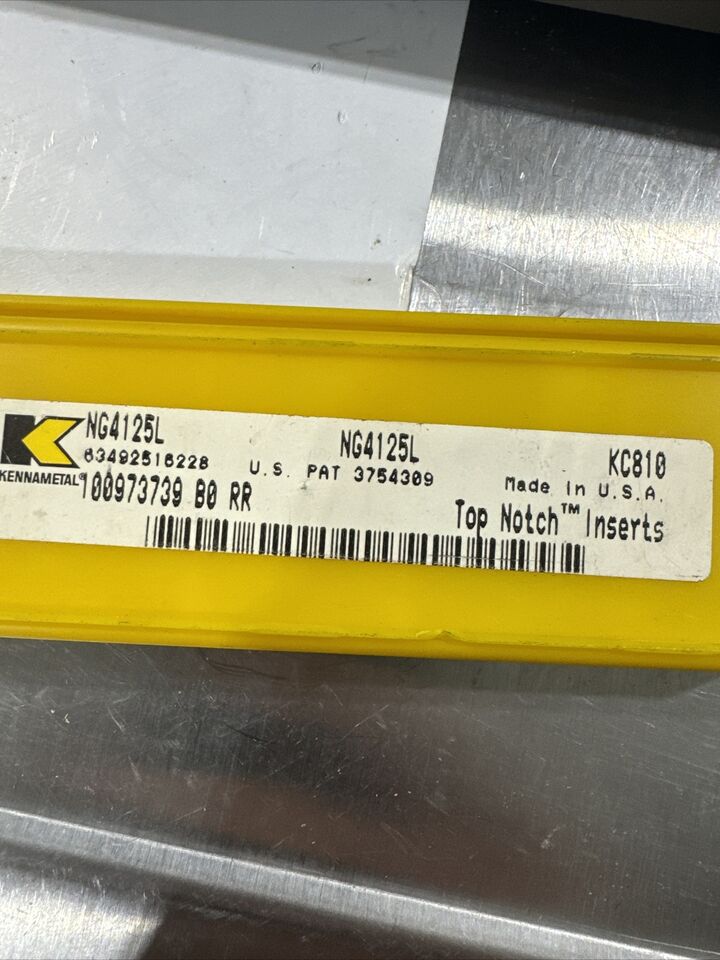 NG4125L NG4125L KC810
63492516228 U.S. PAT 3754309 Made In U.S.A.
KENNAMETAL® 100973739 B0 RR Top Notch™ Inserts